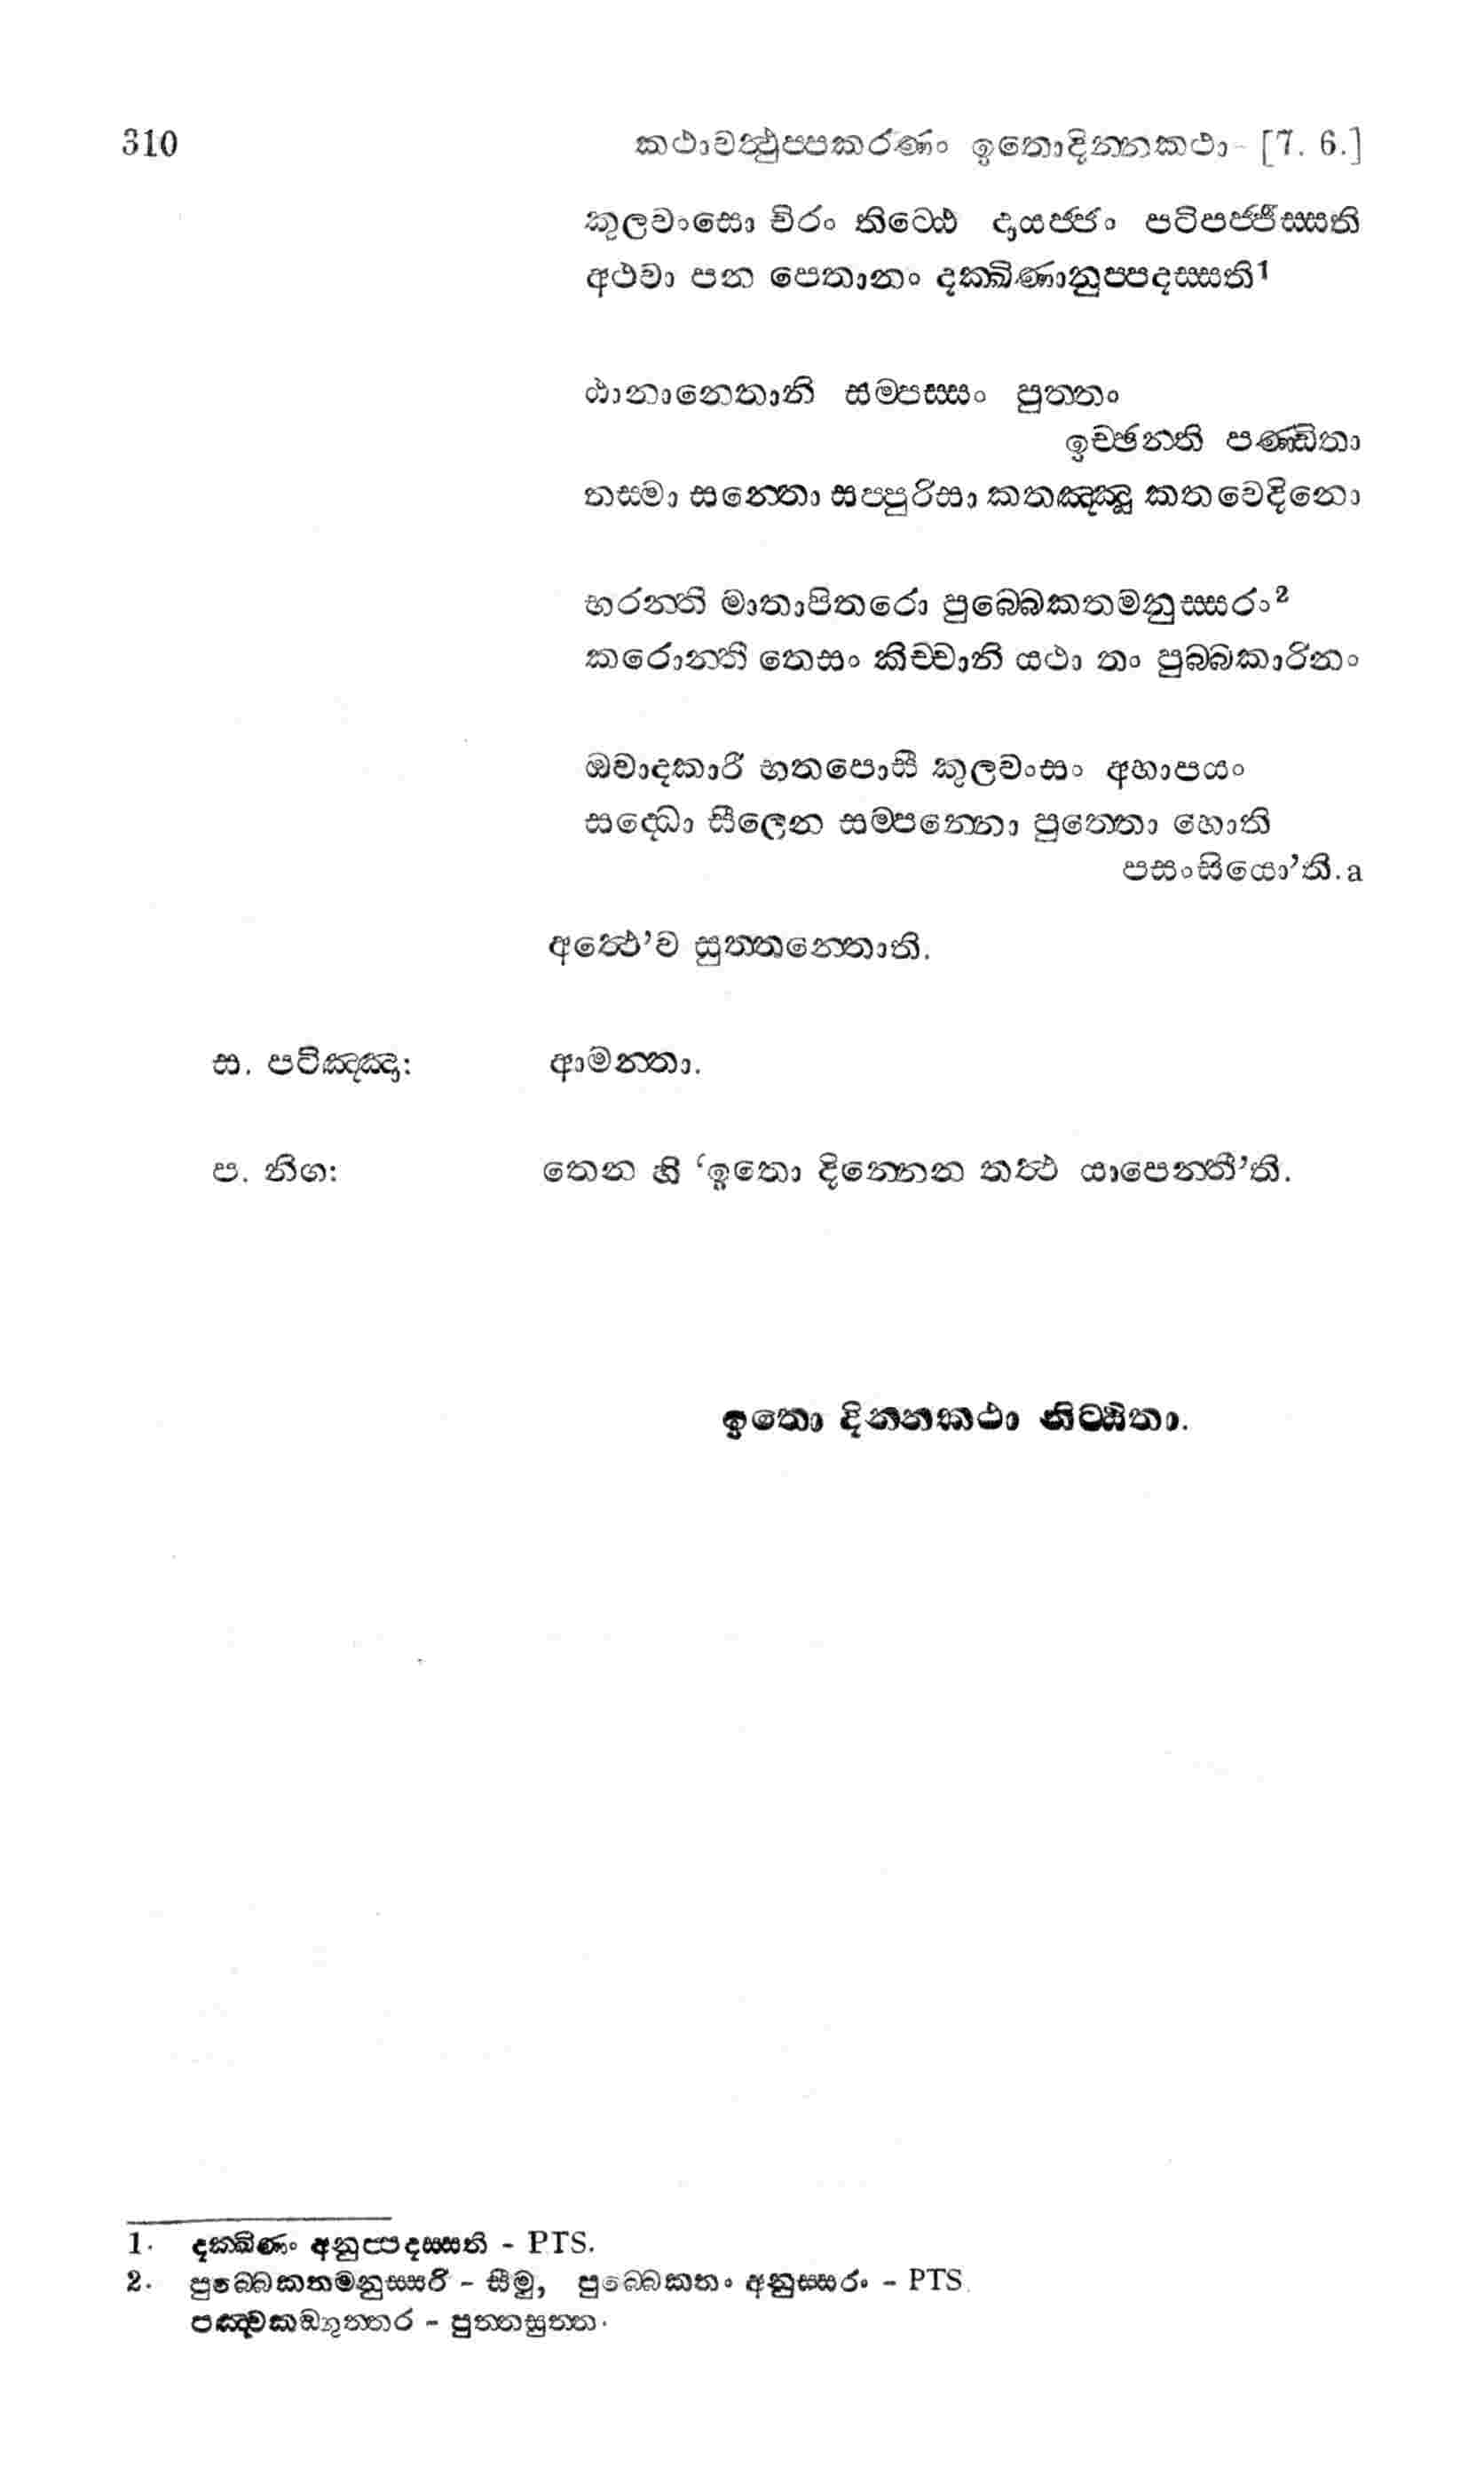 310 කථාවත්‍ථුප්පකරණං ඉතොදින්නකථා - [7. 6.]
කුලවංසො චිරං තිට්ඨෙ දායජ්ජං පටිපජ්ජිස්සති
අථවා පන පෙතානං දක්ඛිණානුප්පදස්සති¹
ඨානානෙතානි සම්පස්සං පුත්තං
ඉච්ඡන්ති පණ්ඩිතා
තස්මා සන්තො සප්පුරිසා කතඤ්ඤූ කතවෙදිනො
භරන්ති මාතාපිතරො පුබ්බෙකතමනුස්සරං²
කරොන්ති තෙසං කිච්චානි යථා තං පුබ්බකාරිනං
ඔවාදකාරී භතපොසී කුලවංසං අහාපයං
සද්ධො සීලෙන සම්පන්නො පුත්තො හොති
පසංසියො’ති.a
අත්ථෙ’ව සුත්තන්තොති.
ස. පටිඤ්ඤා: ආමන්තා.
ප. නිග: තෙන හි ‘ඉතො දින්නෙන තත්ථ යාපෙන්තී’ති.
ඉතො දින්නකථා නිට්ඨිතා.
1. දක්ඛිණං අනුප්පදස්සති - PTS.
2. පුබ්බෙකතමනුස්සරි - සීමු, පුබ්බෙකතං අනුස්සරං - PTS.
පඤ්චකඞ්ගුත්තර - පුත්තසුත්ත.